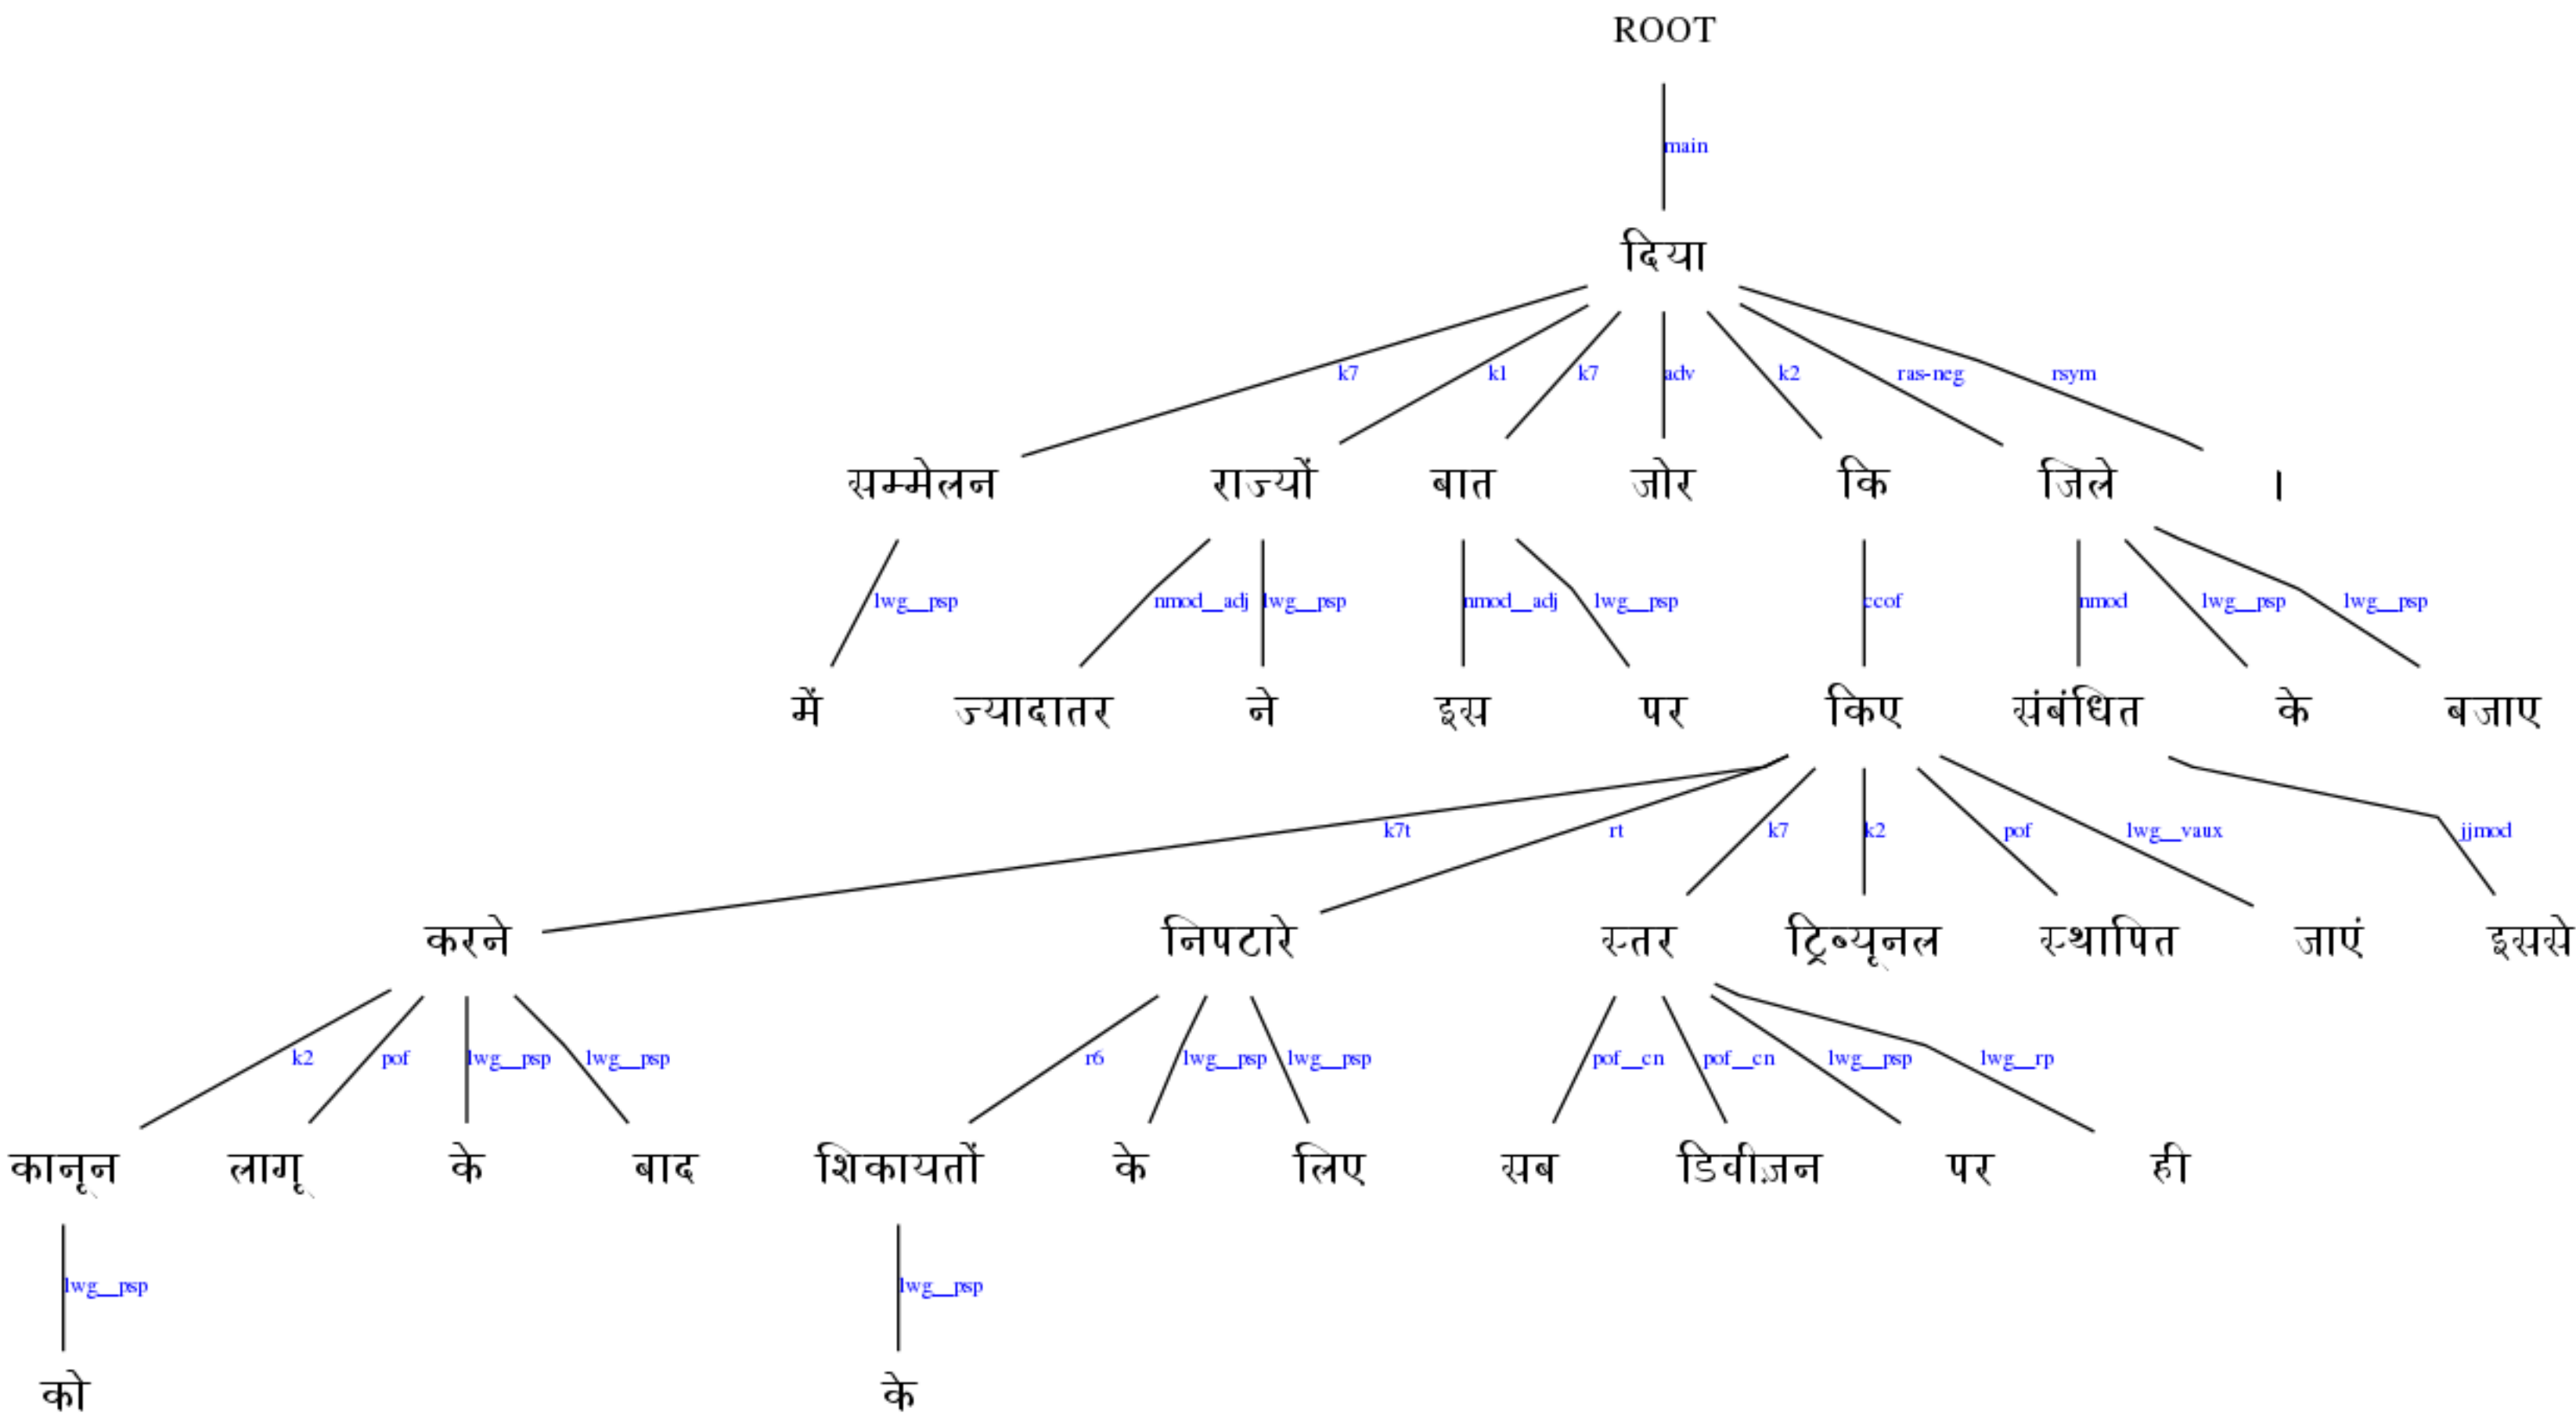 ROOT
main
दिया
k7 k1 k7 adv k2 ras-neg rsym
सम्मेलन राज्यों बात जोर कि जिले ।
lwg__psp nmod__adj lwg__psp nmod__adj lwg__psp ccof nmod lwg__psp lwg__psp
में ज्यादातर ने इस पर किए संबंधित के बजाए
k7t rt k7 k2 pof lwg__vaux jjmod
करने निपटारे स्तर ट्रिब्यूनल स्थापित जाएं इससे
k2 pof lwg__psp lwg__psp r6 lwg__psp lwg__psp pof__cn pof__cn lwg__psp lwg__rp
कानून लागू के बाद शिकायतों के लिए सब डिवीज़न पर ही
lwg__psp lwg__psp
को के